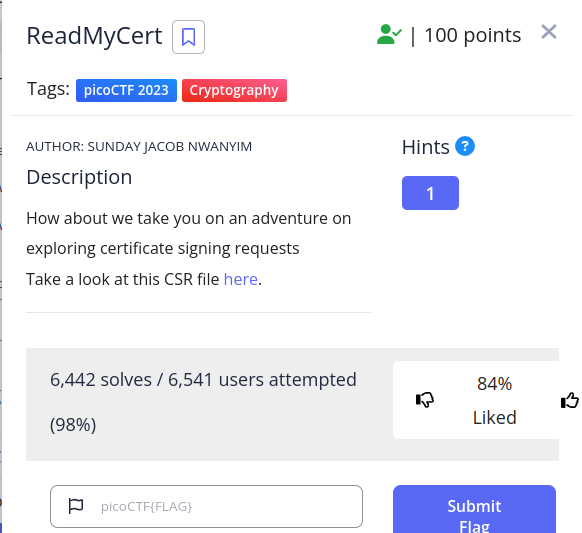 ReadMyCert
| 100 points
Tags: picoCTF 2023 Cryptography
AUTHOR: SUNDAY JACOB NWANYIM
Description
How about we take you on an adventure on
exploring certificate signing requests
Take a look at this CSR file here.
Hints ?
1
6,442 solves / 6,541 users attempted
(98%)
84%
Liked
picoCTF{FLAG}
Submit
Flag